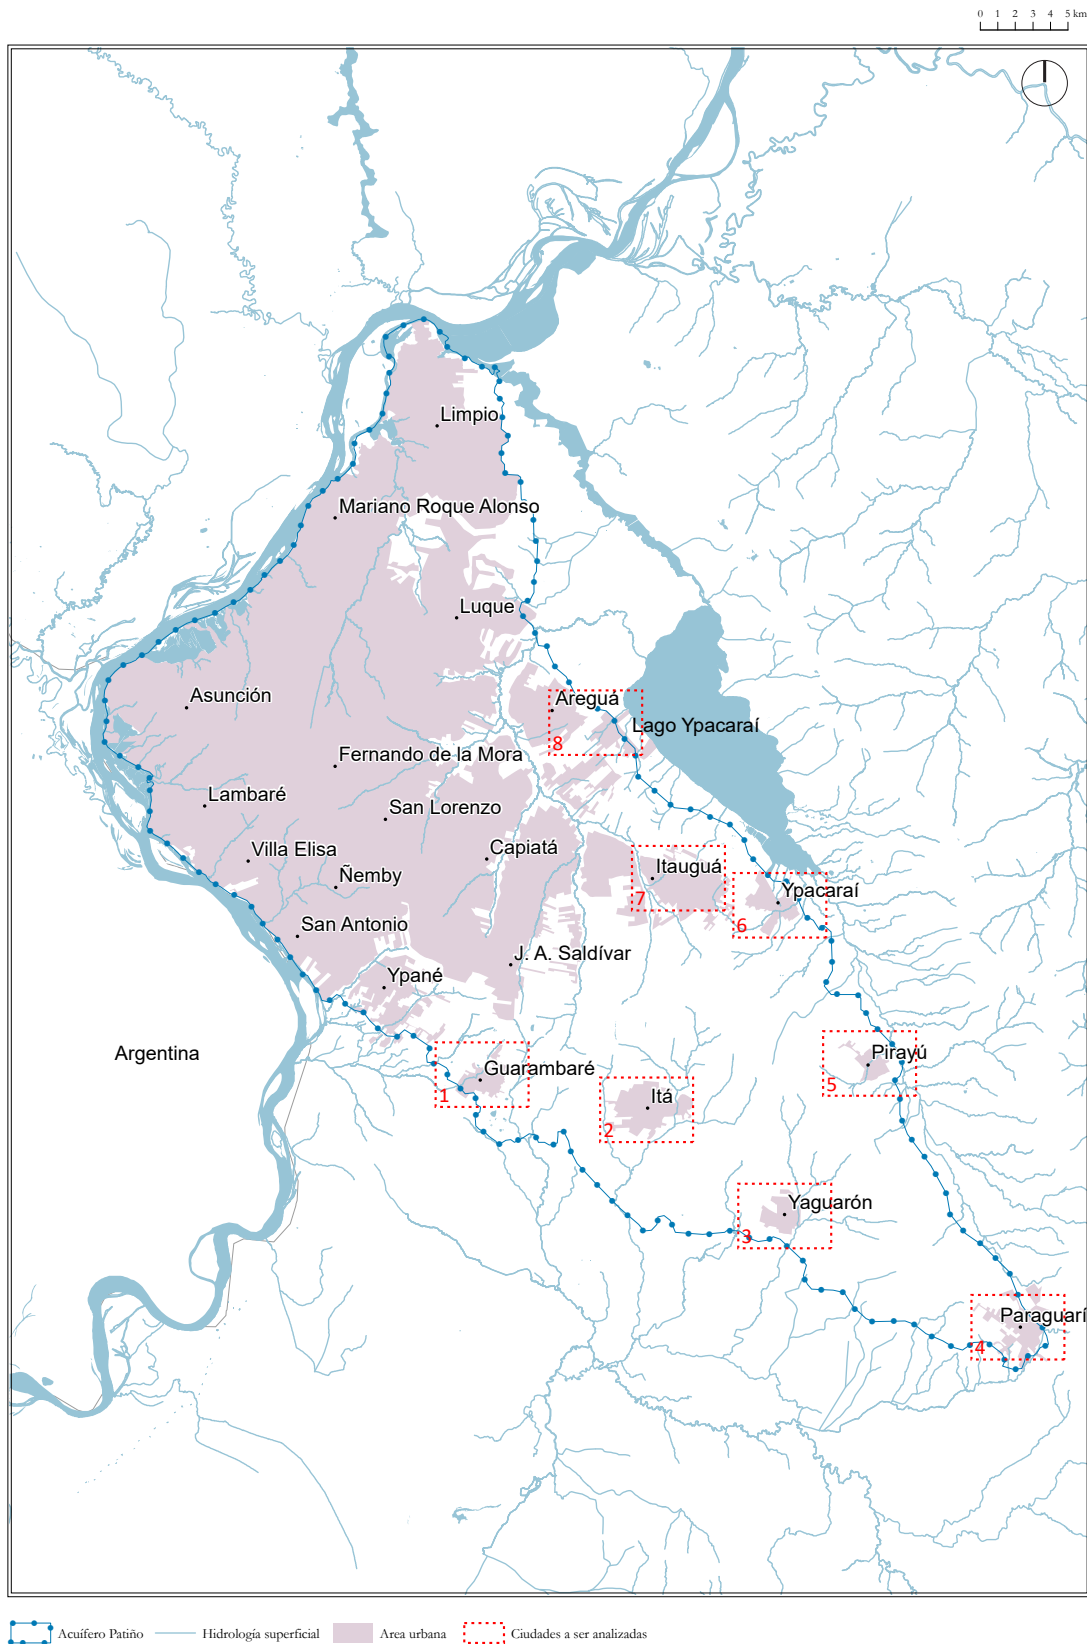 0 1 2 3 4 5 km
Limpio
Mariano Roque Alonso
Luque
Asunción
Areguá
8
Lago Ypacaraí
Fernando de la Mora
Lambaré
San Lorenzo
Villa Elisa
Capiatá
Ñemby
Itauguá
7
Ypacaraí
6
San Antonio
J. A. Saldívar
Ypané
Argentina
Guarambaré
1
Pirayú
5
Itá
2
Yaguarón
3
Paraguarí
4
Acuífero Patiño Hidrología superficial Area urbana Ciudades a ser analizadas